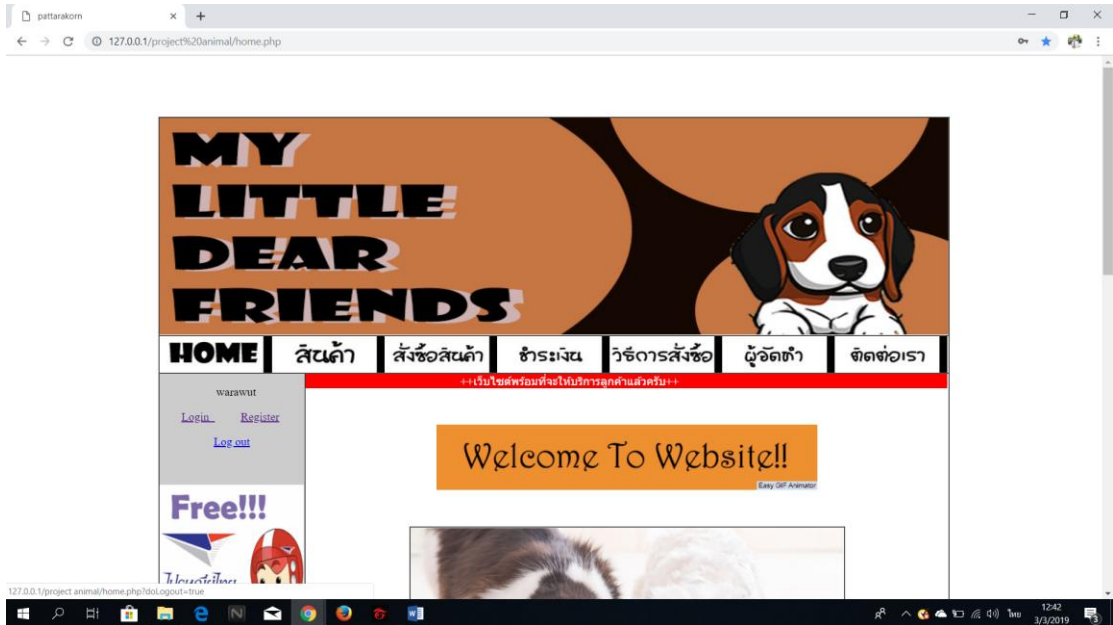 pattarakorn
127.0.0.1/project%20animal/home.php
MY
LITTLE
DEAR
FRIENDS
HOME สินค้า สั่งซื้อสินค้า ชำระเงิน วิธีการสั่งซื้อ ผู้จัดทำ ติดต่อเรา
++เว็บไซต์พร้อมที่จะให้บริการลูกค้าแล้วครับ++
warawut
Login Register
Log out
Welcome To Website!!
Easy GIF Animator
Free!!!
127.0.0.1/project animal/home.php?doLogout=true
ไทย
12:42
3/3/2019